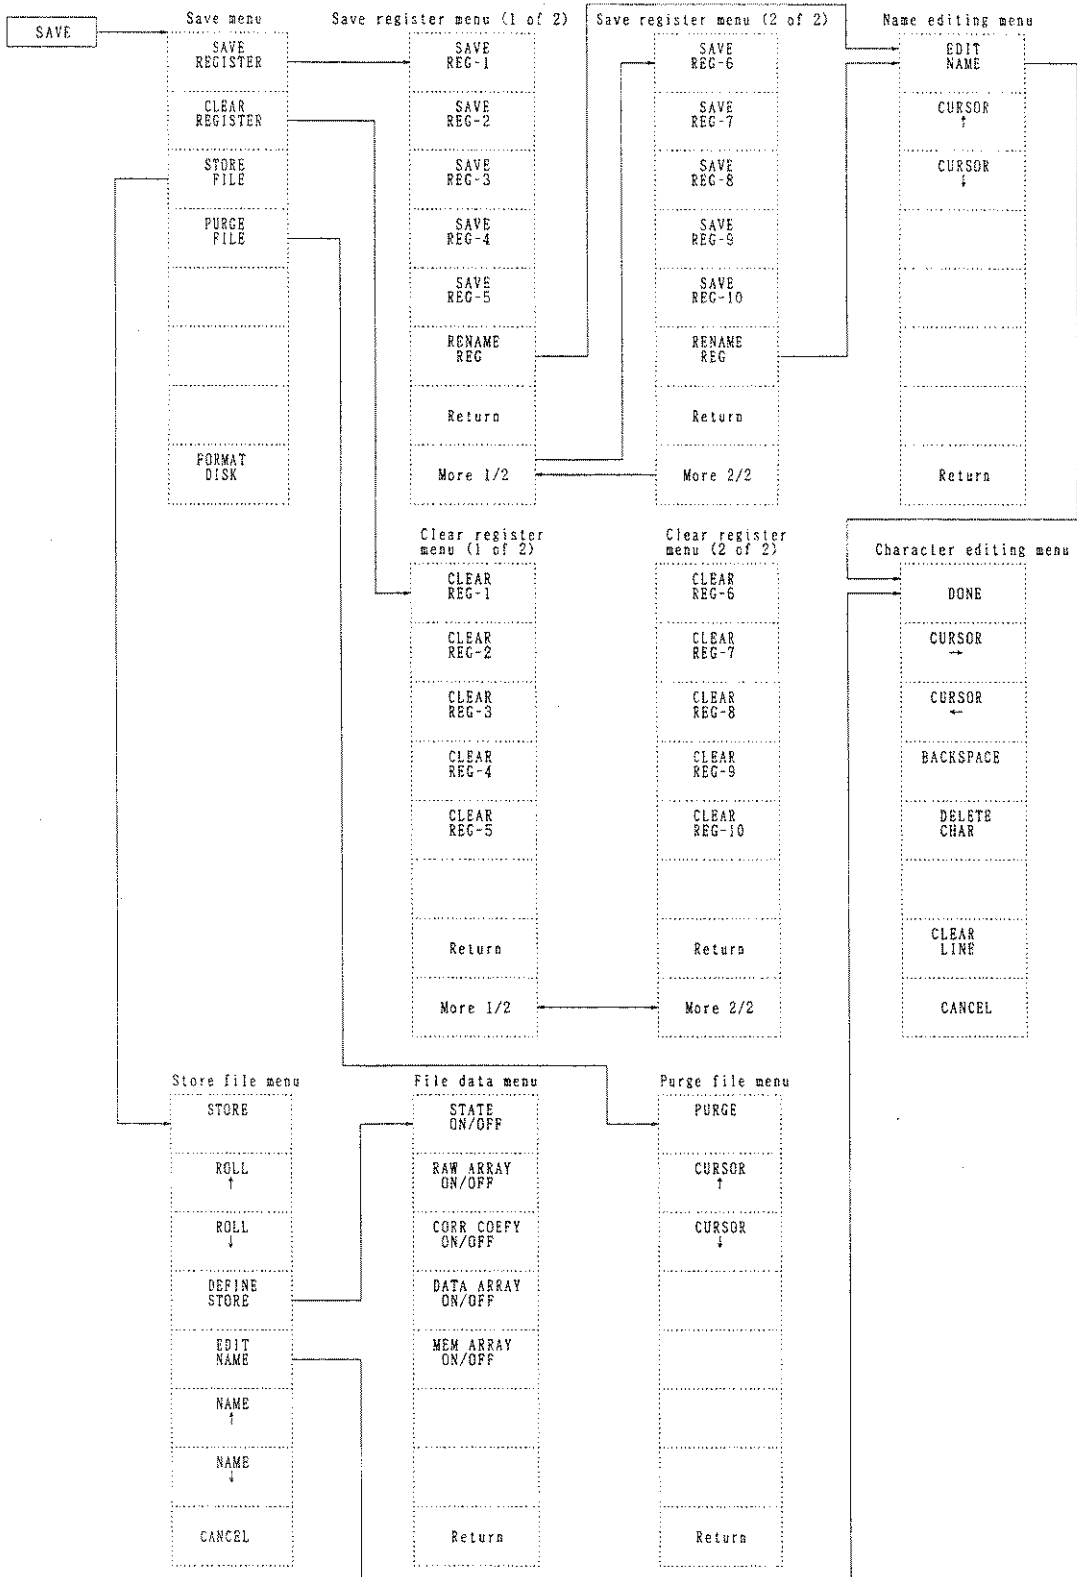 SAVE
Save menu
SAVE
REGISTER
CLEAR
REGISTER
STORE
FILE
PURGE
FILE
FORMAT
DISK
Save register menu (1 of 2)
SAVE
REG-1
SAVE
REG-2
SAVE
REG-3
SAVE
REG-4
SAVE
REG-5
RENAME
REG
Return
More 1/2
Save register menu (2 of 2)
SAVE
REG-6
SAVE
REG-7
SAVE
REG-8
SAVE
REG-9
SAVE
REG-10
RENAME
REG
Return
More 2/2
Name editing menu
EDIT
NAME
CURSOR
↑
CURSOR
↓
Return
Clear register
menu (1 of 2)
CLEAR
REG-1
CLEAR
REG-2
CLEAR
REG-3
CLEAR
REG-4
CLEAR
REG-5
Return
More 1/2
Clear register
menu (2 of 2)
CLEAR
REG-6
CLEAR
REG-7
CLEAR
REG-8
CLEAR
REG-9
CLEAR
REG-10
Return
More 2/2
Character editing menu
DONE
CURSOR
→
CURSOR
←
BACKSPACE
DELETE
CHAR
CLEAR
LINE
CANCEL
Store file menu
STORE
ROLL
↑
ROLL
↓
DEFINE
STORE
EDIT
NAME
NAME
↑
NAME
↓
CANCEL
File data menu
STATE
ON/OFF
RAW ARRAY
ON/OFF
CORR COEFY
ON/OFF
DATA ARRAY
ON/OFF
MEM ARRAY
ON/OFF
Return
Purge file menu
PURGE
CURSOR
↑
CURSOR
↓
Return